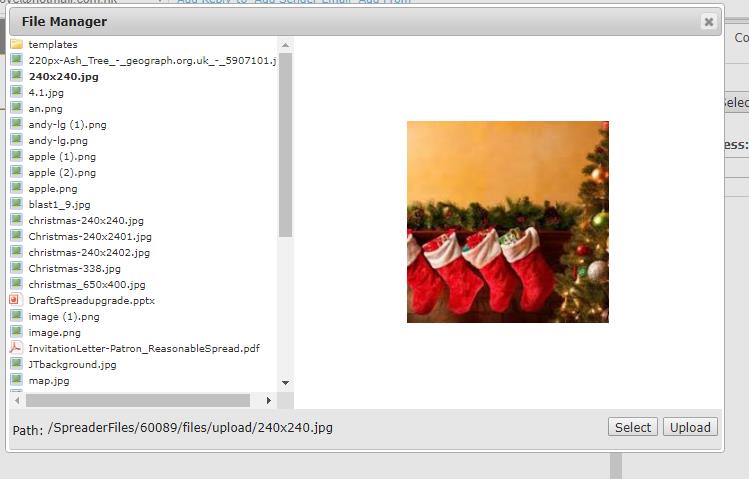 Add Reply-to Add Sender Email Add From
File Manager
templates
220px-Ash_Tree_-_geograph.org.uk_-_5907101.j
240x240.jpg
4.1.jpg
an.png
andy-lg (1).png
andy-lg.png
apple (1).png
apple (2).png
apple.png
blast1_9.jpg
christmas-240x240.jpg
Christmas-240x2401.jpg
christmas-240x2402.jpg
Christmas-338.jpg
christmas_650x400.jpg
DraftSpreadupgrade.pptx
image (1).png
image.png
InvitationLetter-Patron_ReasonableSpread.pdf
JTbackground.jpg
map.jpg
Path: /SpreaderFiles/60089/files/upload/240x240.jpg
Select Upload
Co
Selec
ess: